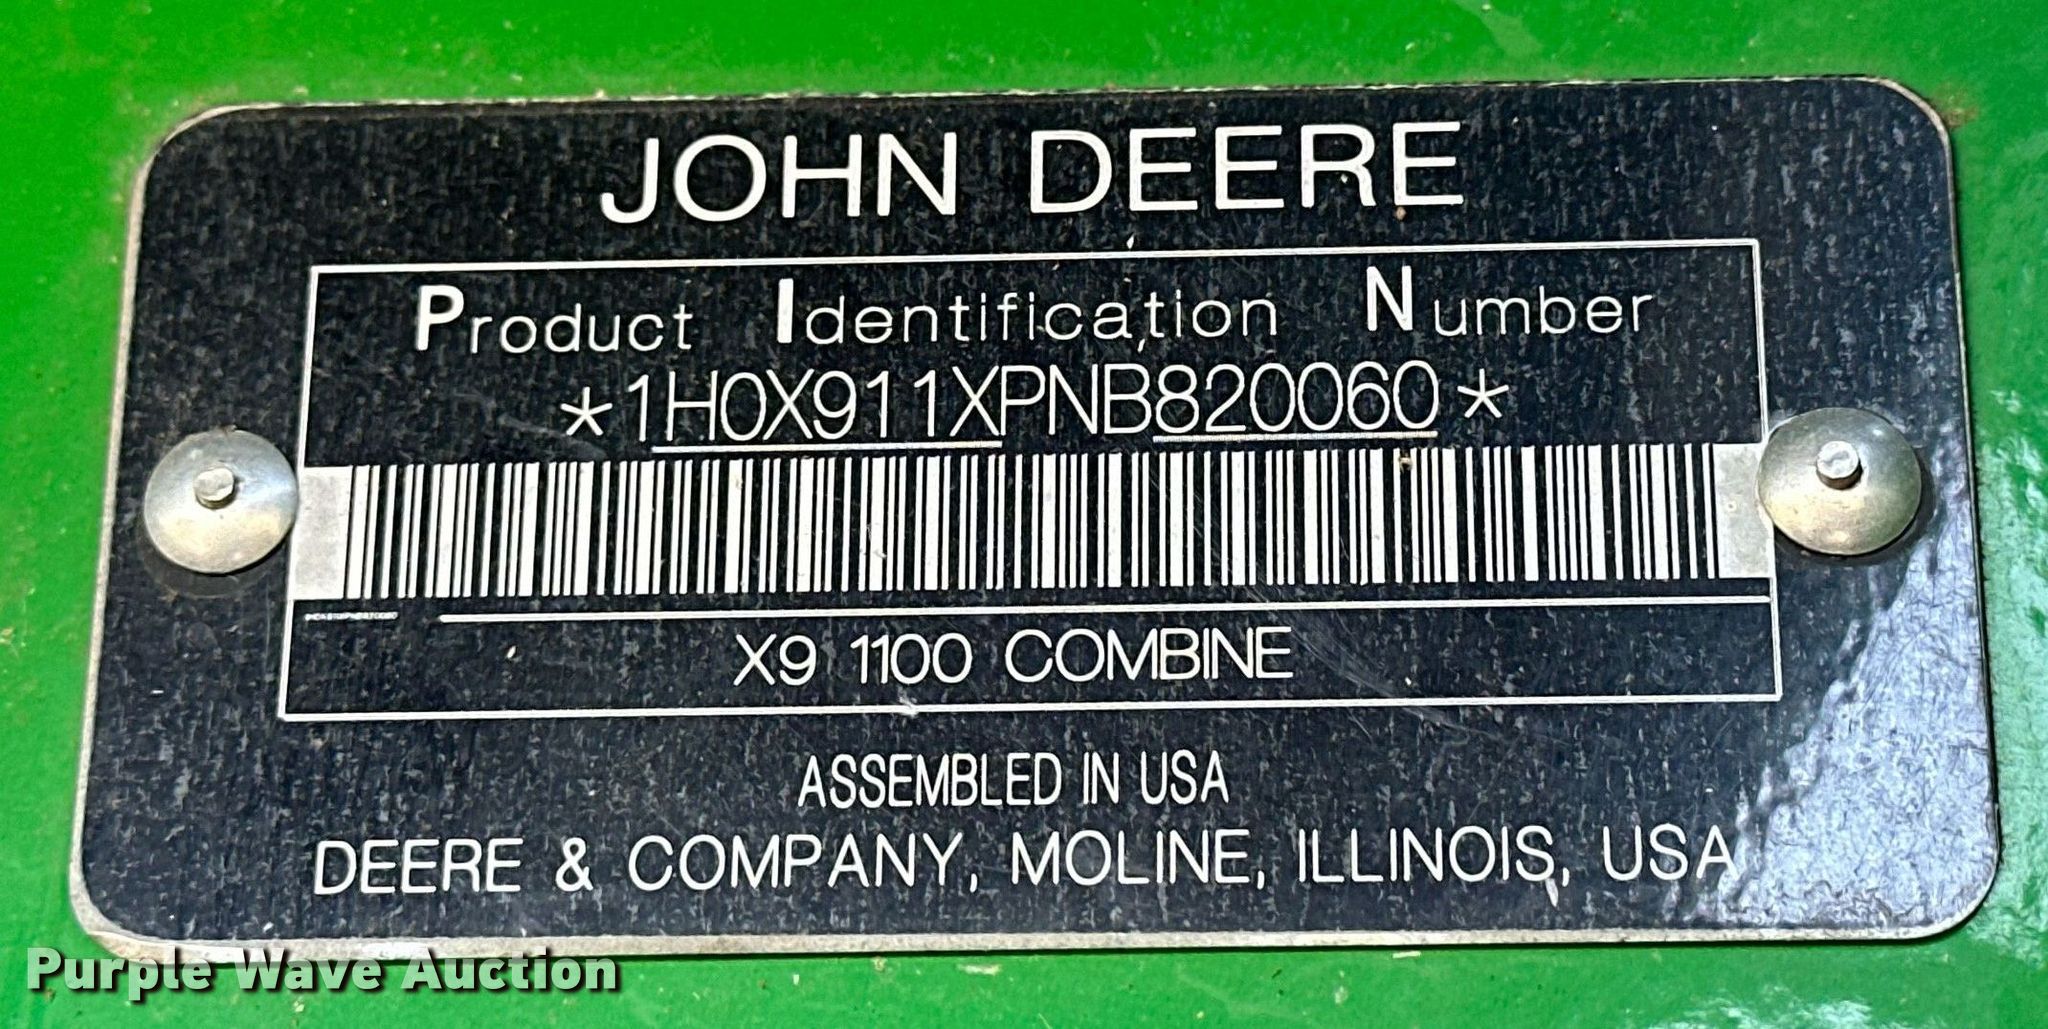 JOHN DEERE
Product Identification Number
*1H0X911XPNB820060*
X9 1100 COMBINE
ASSEMBLED IN USA
DEERE & COMPANY, MOLINE, ILLINOIS, USA
Purple Wave Auction